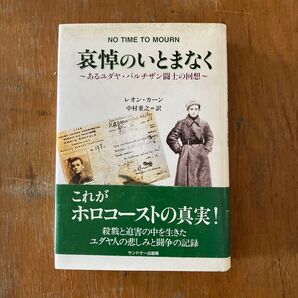 NO TIME TO MOURN
哀悼のいとまなく
～あるユダヤ・パルチザン闘士の回想～
レオン・カーン
中村重之=訳
これが
ホロコーストの真実!
殺戮と迫害の中を生きた
ユダヤ人の悲しみと闘争の記録
サンドケー出版局